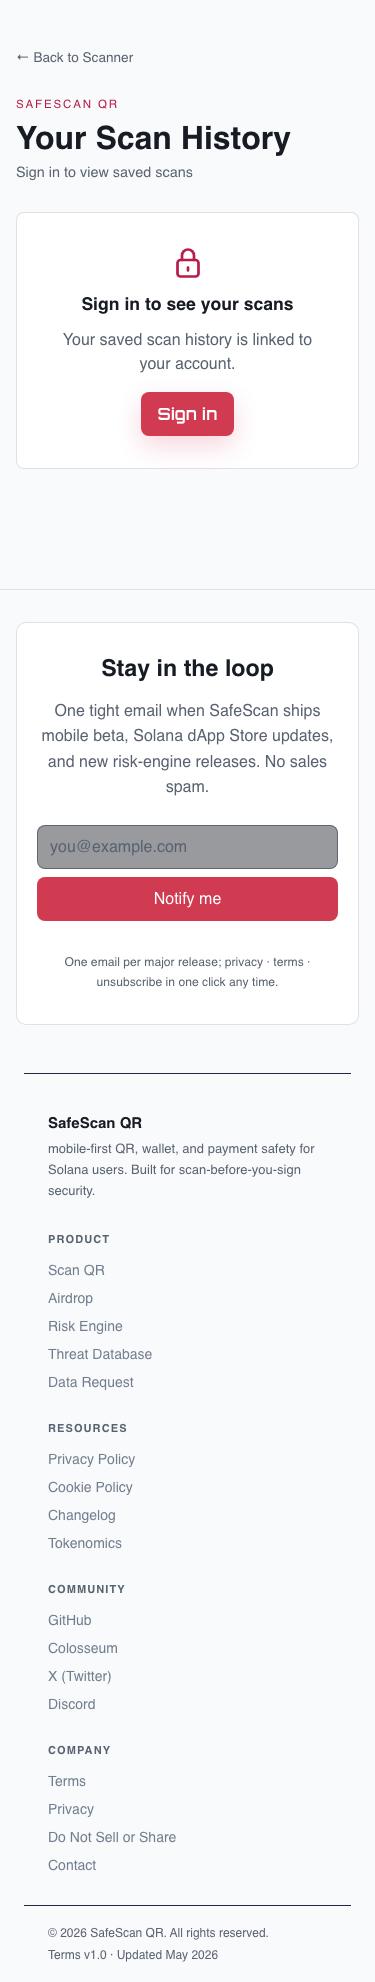 ← Back to Scanner
SAFESCAN QR
Your Scan History
Sign in to view saved scans
Sign in to see your scans
Your saved scan history is linked to
your account.
Sign in
Stay in the loop
One tight email when SafeScan ships
mobile beta, Solana dApp Store updates,
and new risk-engine releases. No sales
spam.
you@example.com
Notify me
One email per major release; privacy · terms ·
unsubscribe in one click any time.
SafeScan QR
mobile-first QR, wallet, and payment safety for
Solana users. Built for scan-before-you-sign
security.
PRODUCT
Scan QR
Airdrop
Risk Engine
Threat Database
Data Request
RESOURCES
Privacy Policy
Cookie Policy
Changelog
Tokenomics
COMMUNITY
GitHub
Colosseum
X (Twitter)
Discord
COMPANY
Terms
Privacy
Do Not Sell or Share
Contact
© 2026 SafeScan QR. All rights reserved.
Terms v1.0 · Updated May 2026